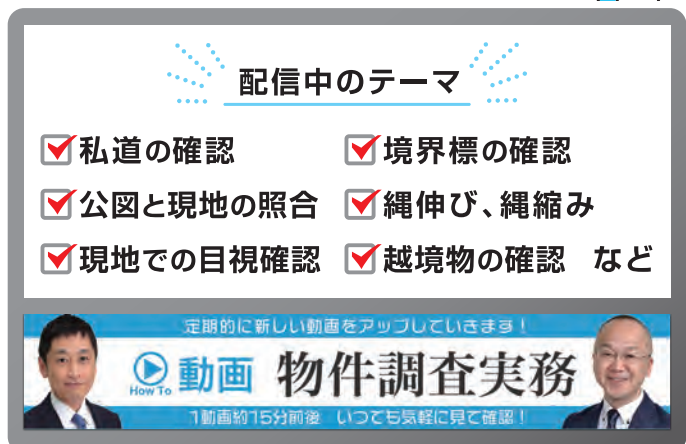 配信中のテーマ
私道の確認
境界標の確認
公図と現地の照合
縄伸び、縄縮み
現地での目視確認
越境物の確認 など
定期的に新しい動画をアップしていきます!
How To
動画 物件調査実務
1動画約15分前後 いつでも気軽に見て確認!